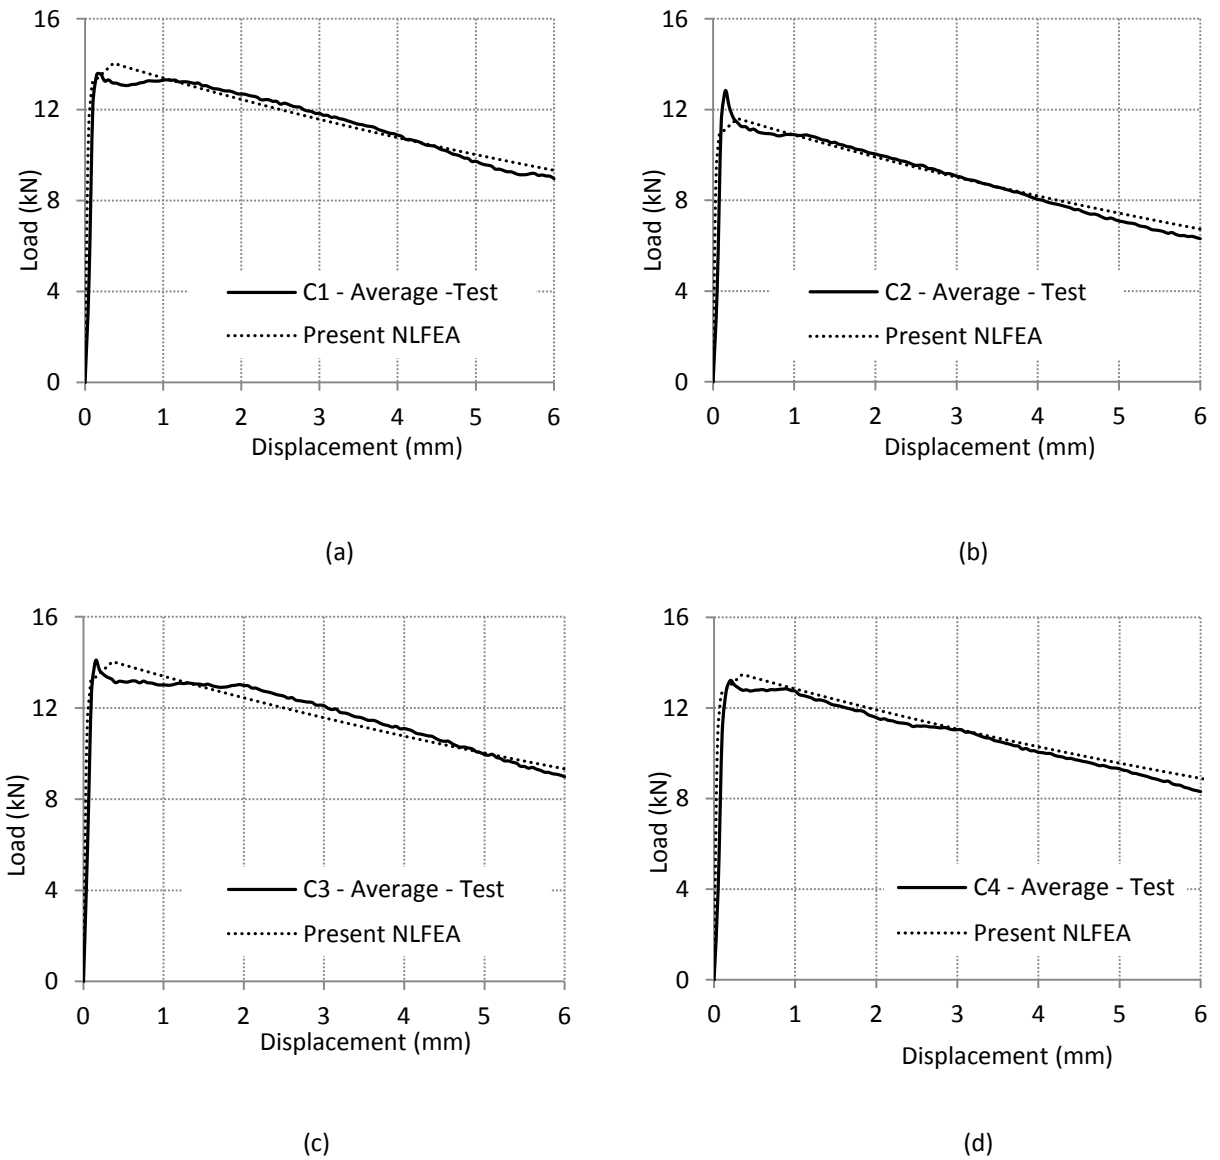 16
12
8
4
0
Load (kN)
C1 - Average -Test
Present NLFEA
0 1 2 3 4 5 6
Displacement (mm)
(a)
16
12
8
4
0
Load (kN)
C2 - Average - Test
Present NLFEA
0 1 2 3 4 5 6
Displacement (mm)
(b)
16
12
8
4
0
Load (kN)
C3 - Average - Test
Present NLFEA
0 1 2 3 4 5 6
Displacement (mm)
(c)
16
12
8
4
0
Load (kN)
C4 - Average - Test
Present NLFEA
0 1 2 3 4 5 6
Displacement (mm)
(d)